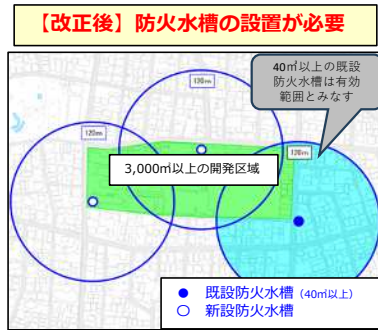 【改正後】防火水槽の設置が必要
40㎥以上の既設
防火水槽は有効
範囲とみなす
120m
120m
120m
3,000㎡以上の開発区域
● 既設防火水槽（40㎥以上）
○ 新設防火水槽